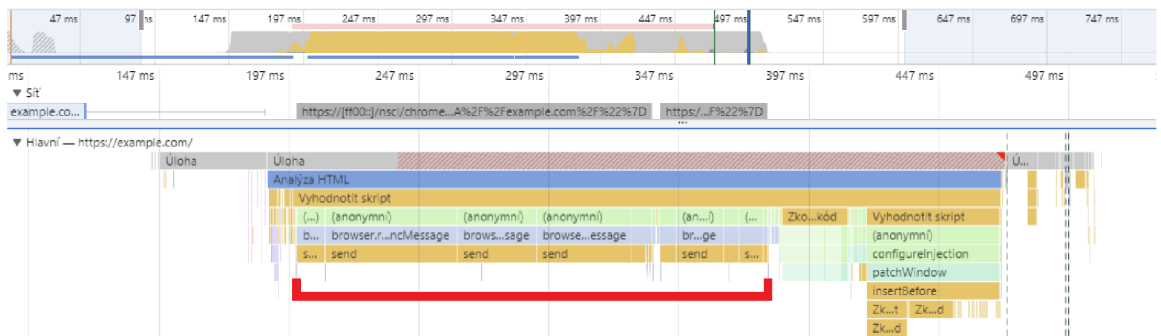 47 ms 97 ms 147 ms 197 ms 247 ms 297 ms 347 ms 397 ms 447 ms 497 ms 547 ms 597 ms 647 ms 697 ms 747 ms
ms 147 ms 197 ms 247 ms 297 ms 347 ms 397 ms 447 ms 497 ms
Síť
example.co... https://[ff00::]/nscl/chrome...A%2F%2Fexample.com%2F%22%7D https:/...F%22%7D
...
Hlavní — https://example.com/
Úloha Úloha Ú...
Analýza HTML
Vyhodnotit skript
(...) (anonymní) (anonymní) (anonymní) (an...í) (... Zko...kód Vyhodnotit skript
b... browser.r...ncMessage brows...sage browse...essage br...ge (anonymní)
s... send send send send s... configureInjection
patchWindow
insertBefore
Zk...t Zk...d
Zk...d